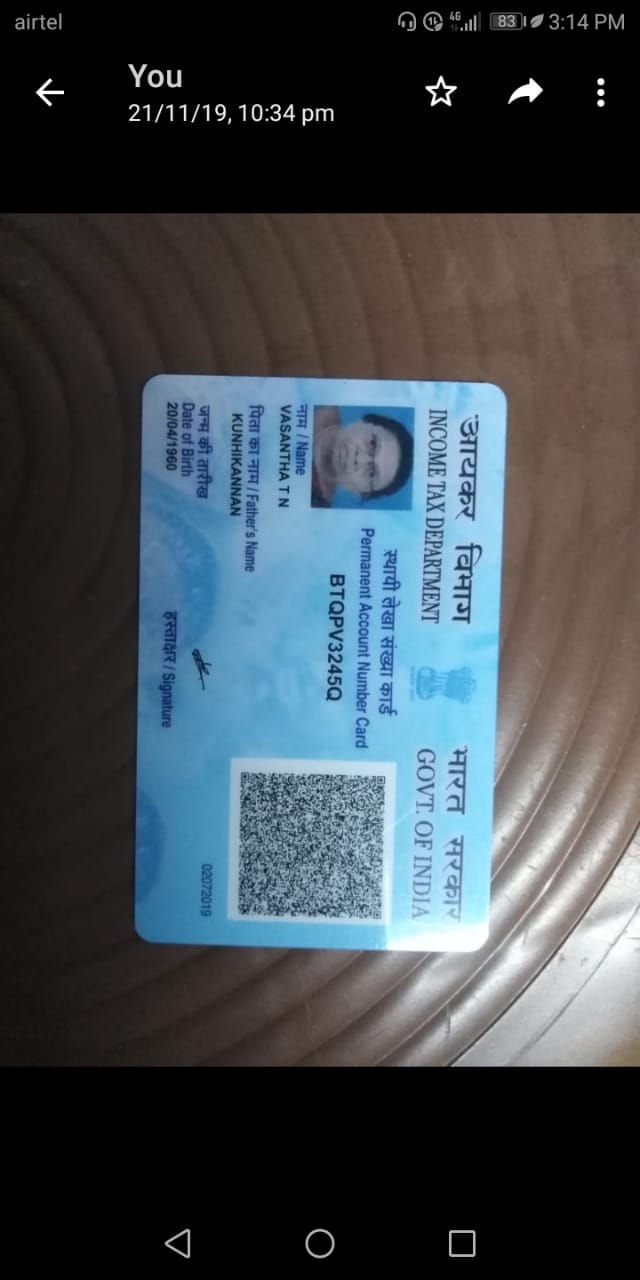 airtel
4G
83
3:14 PM
You
21/11/19, 10:34 pm
आयकर विभाग
INCOME TAX DEPARTMENT
भारत सरकार
GOVT. OF INDIA
स्थायी लेखा संख्या कार्ड
Permanent Account Number Card
BTQPV3245Q
नाम / Name
VASANTHA T N
पिता का नाम / Father's Name
KUNHIKANNAN
जन्म की तारीख
Date of Birth
20/04/1960
हस्ताक्षर / Signature
02072019